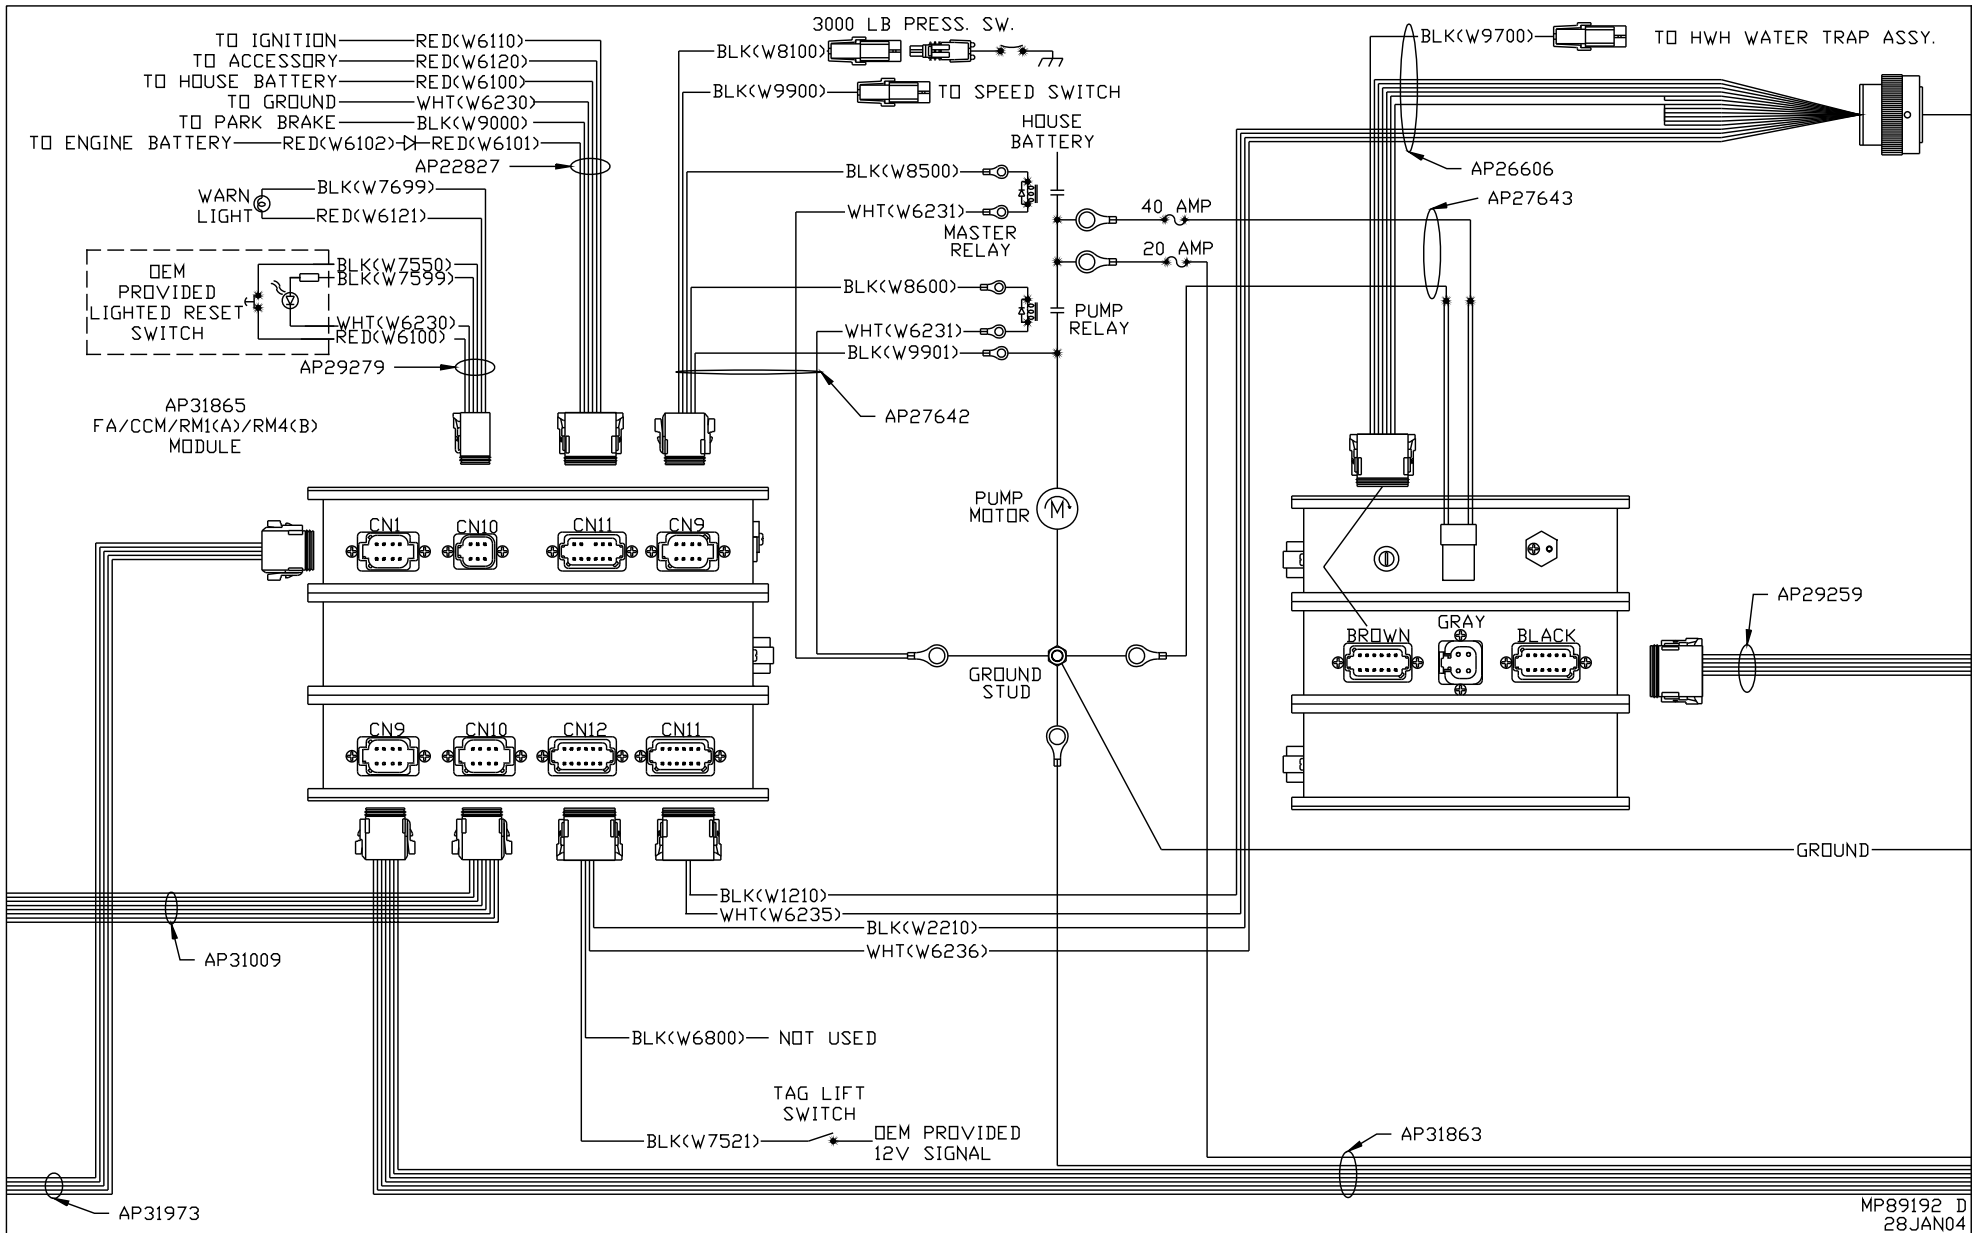 3000 LB PRESS. SW.
TO IGNITION RED(W6110)
TO ACCESSORY RED(W6120)
TO HOUSE BATTERY RED(W6100)
TO GROUND WHT(W6230)
TO PARK BRAKE BLK(W9000)
TO ENGINE BATTERY RED(W6102) RED(W6101)
AP22827
WARN
LIGHT
BLK(W7699)
RED(W6121)
OEM
PROVIDED
LIGHTED RESET
SWITCH
BLK(W7550)
BLK(W7599)
WHT(W6230)
RED(W6100)
AP29279
AP31865
FA/CCM/RM1(A)/RM4(B)
MODULE
BLK(W8100)
BLK(W9900) TO SPEED SWITCH
HOUSE
BATTERY
BLK(W8500)
WHT(W6231)
MASTER
RELAY
40 AMP
20 AMP
BLK(W8600)
PUMP
RELAY
WHT(W6231)
BLK(W9901)
AP27642
BLK(W9700) TO HWH WATER TRAP ASSY.
AP26606
AP27643
PUMP
MOTOR
M
GROUND
STUD
CN1 CN10 CN11 CN9
CN9 CN10 CN12 CN11
BROWN GRAY BLACK
AP29259
GROUND
BLK(W1210)
WHT(W6235)
BLK(W2210)
WHT(W6236)
AP31009
BLK(W6800) NOT USED
TAG LIFT
SWITCH
BLK(W7521)
OEM PROVIDED
12V SIGNAL
AP31863
AP31973
MP89192 D
28JAN04